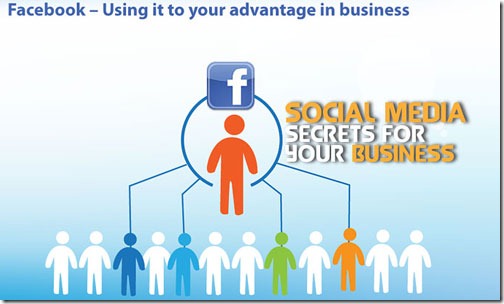 Facebook – Using it to your advantage in business
f
SOCIAL MEDIA
SECRETS FOR
YOUR BUSINESS